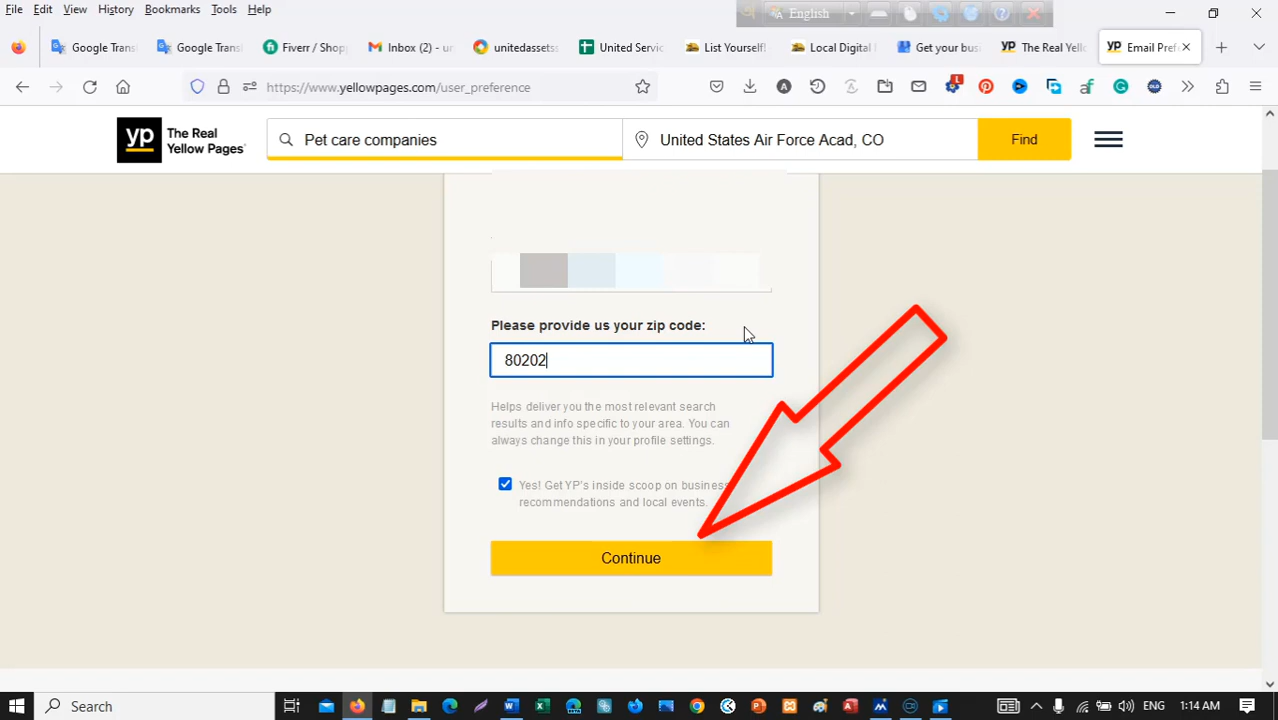 File Edit View History Bookmarks Tools Help
English
Google Trans
Google Trans
Fiverr / Shop
Inbox (2) - ur
unitedassetss
United Servic
List Yourself!
Local Digital
Get your bus
The Real Yello
Email Pref
https://www.yellowpages.com/user_preference
yp The Real Yellow Pages
Pet care companies
United States Air Force Acad, CO
Find
Please provide us your zip code:
80202
Helps deliver you the most relevant search
results and info specific to your area. You can
always change this in your profile settings.
Yes! Get YP's inside scoop on business
recommendations and local events.
Continue
Search
ENG
1:14 AM